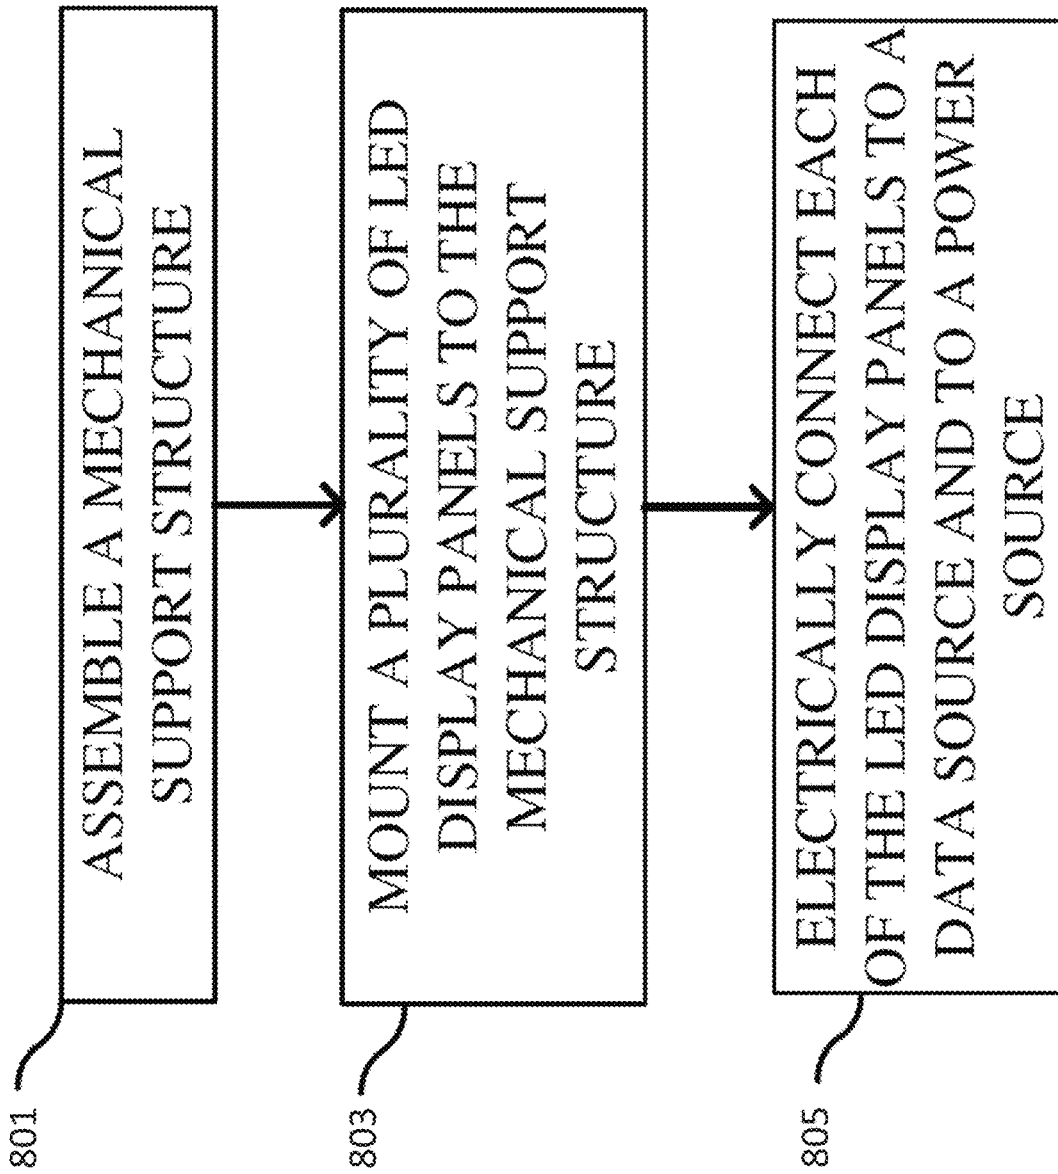 801
ASSEMBLE A MECHANICAL
SUPPORT STRUCTURE
803
MOUNT A PLURALITY OF LED
DISPLAY PANELS TO THE
MECHANICAL SUPPORT
STRUCTURE
805
ELECTRICALLY CONNECT EACH
OF THE LED DISPLAY PANELS TO A
DATA SOURCE AND TO A POWER
SOURCE